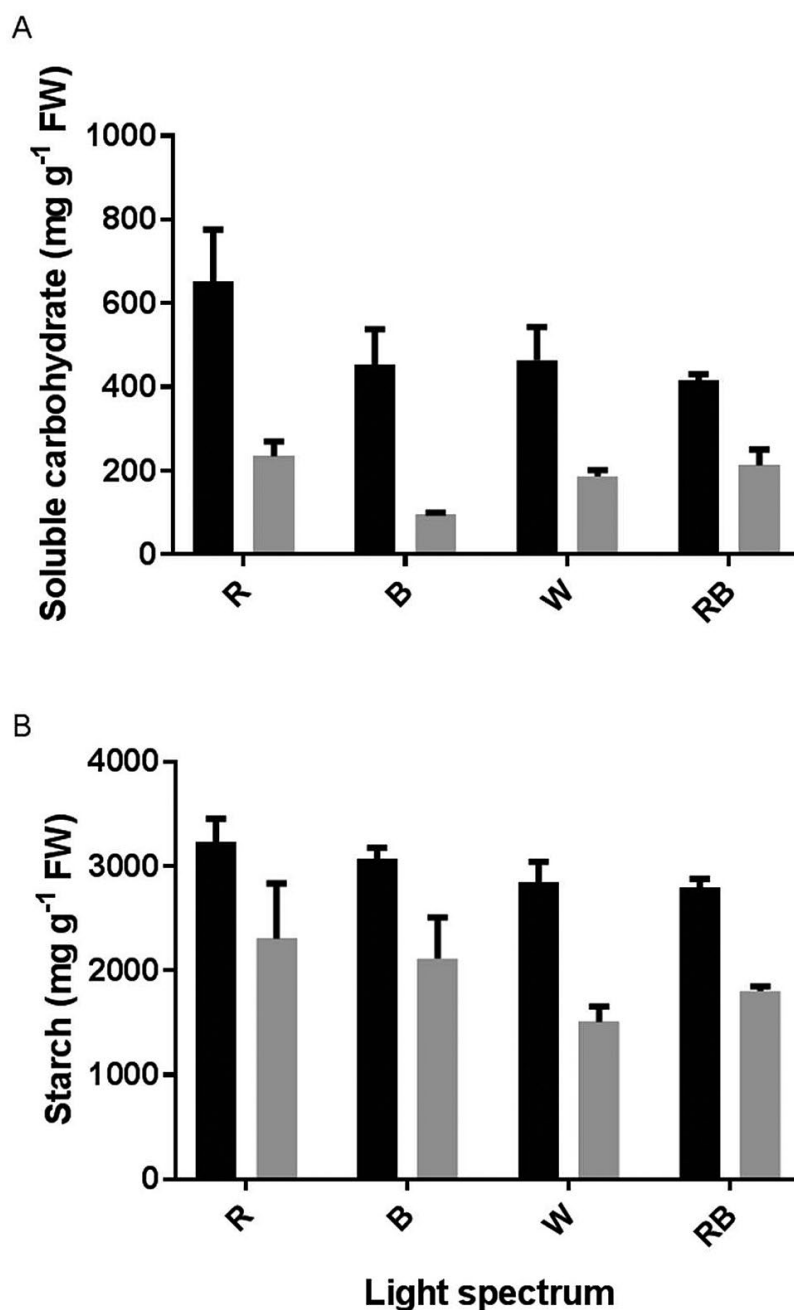 A
Soluble carbohydrate (mg g-1 FW)
1000
800
600
400
200
0
R
B
W
RB
B
Starch (mg g-1 FW)
4000
3000
2000
1000
0
R
B
W
RB
Light spectrum